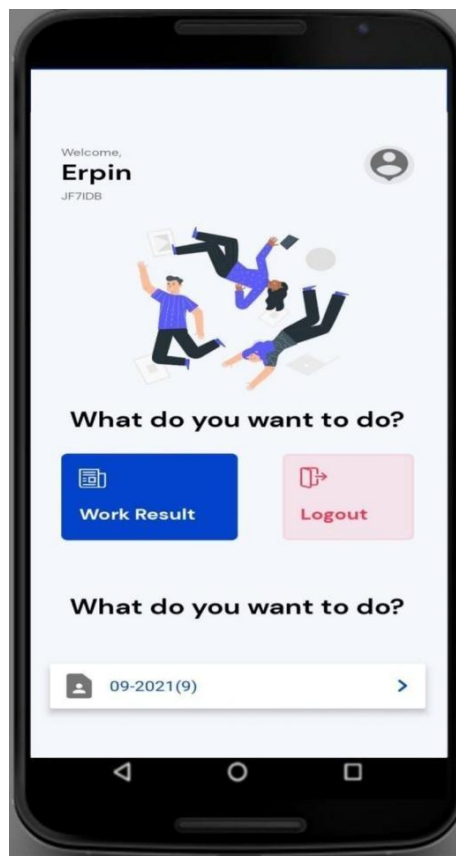 Welcome,
Erpin
JF7IDB
What do you want to do?
Work Result
Logout
What do you want to do?
09-2021(9)